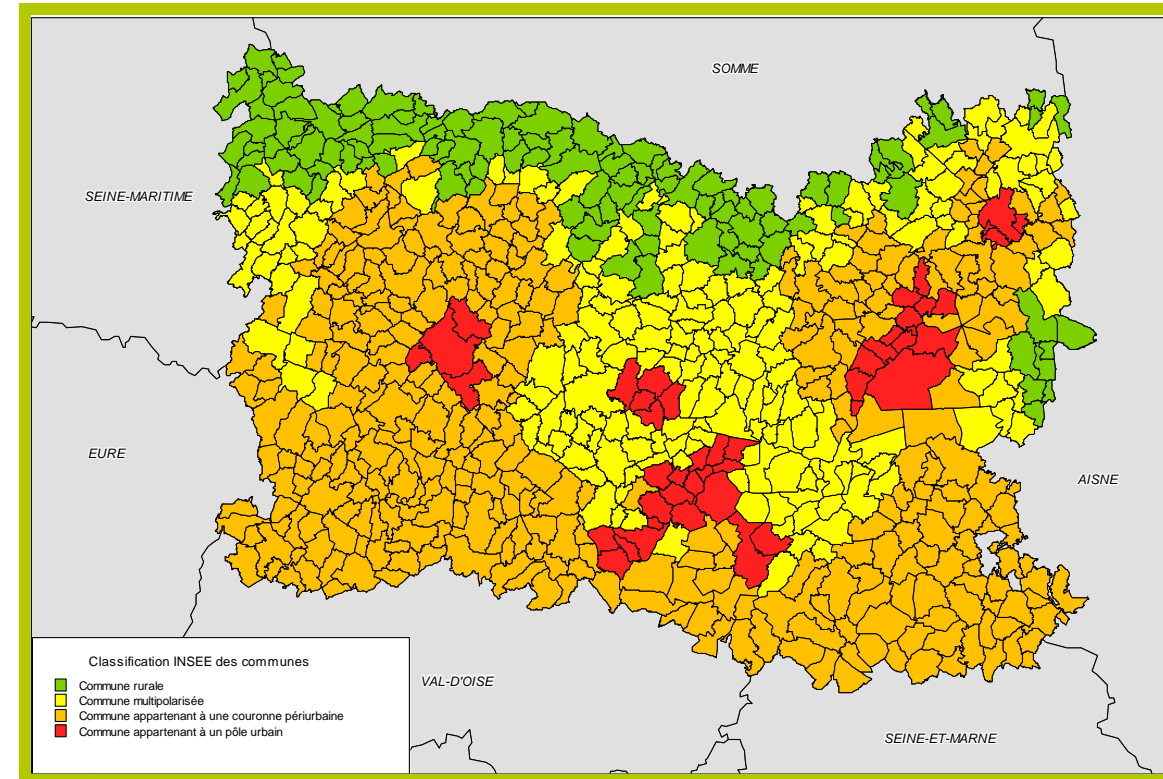 SOMME
SEINE-MARITIME
EURE
AISNE
Classification INSEE des communes
Commune rurale
Commune multipolarisée
Commune appartenant à une couronne périurbaine
Commune appartenant à un pôle urbain
VAL-D'OISE
SEINE-ET-MARNE